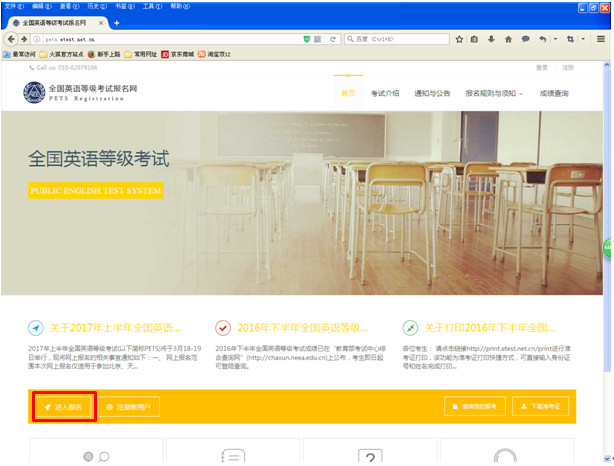 文件(F) 编辑(E) 查看(V) 历史(S) 书签(B) 工具(T) 帮助(H)
全国英语等级考试报名网
pets.etest.net.cn
百度 <Ctrl+K>
最常访问 火狐官方站点 新手上路 常用网址 JD 京东商城 淘宝双12
Call us: 010-62979166
登录 注册
全国英语等级考试报名网
PETS Registration
首页 考试介绍 通知与公告 报名规则与须知 成绩查询
全国英语等级考试
PUBLIC ENGLISH TEST SYSTEM
关于2017年上半年全国英语...
2017年上半年全国英语等级考试(以下简称PETS)将于3月18-19
日举行，现将网上报名的相关事宜通知如下：一、 网上报名范
围本次网上报名仅适用于参加北京、天...
2016年下半年全国英语等级...
2016年下半年全国英语等级考试成绩已在“教育部考试中心综
合查询网”(http://chaxun.neea.edu.cn)上公布，考生即日起
可登陆查询。
关于打印2016年下半年全国...
各位考生： 请点击链接http://print.etest.net.cn/print进行准
考证打印，该功能为准考证打印快捷方式，可直接输入身份证
号和姓名完成打印...
进入报名
注册新用户
查找我的报考
下载准考证